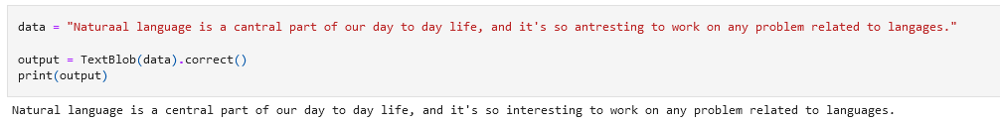 data = "Naturaal language is a cantral part of our day to day life, and it's so antresting to work on any problem related to langages."
output = TextBlob(data).correct()
print(output)
Natural language is a central part of our day to day life, and it's so interesting to work on any problem related to languages.